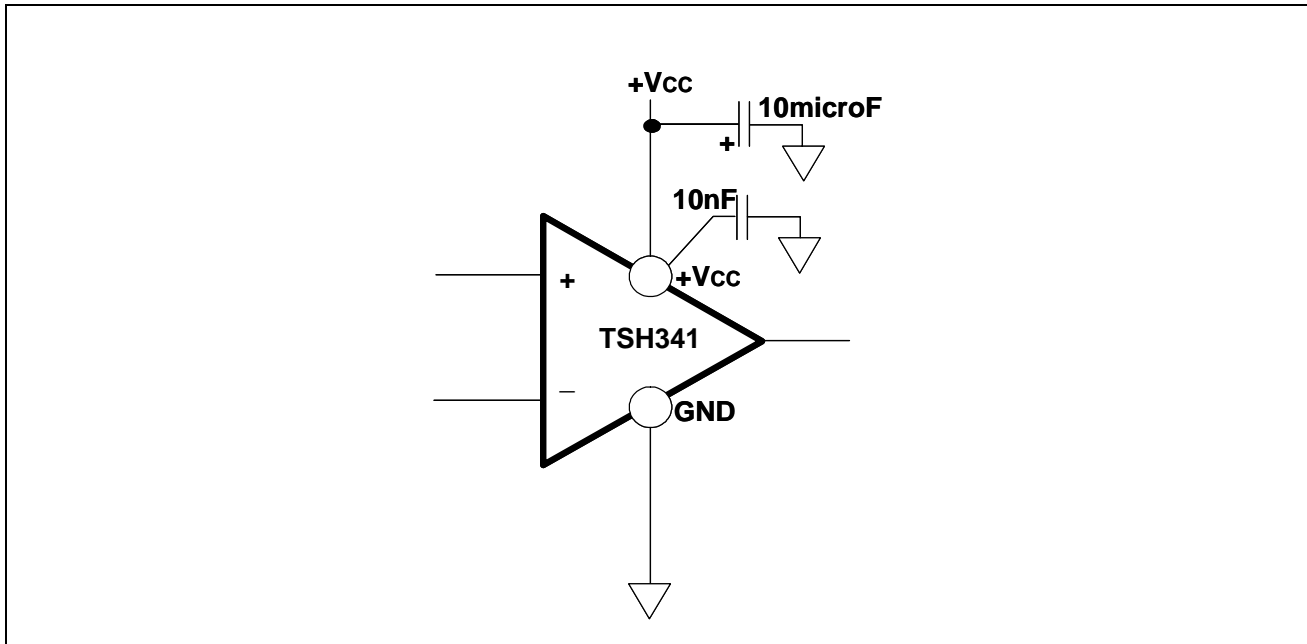 +VCC
10microF
+
10nF
+
+VCC
TSH341
–
GND